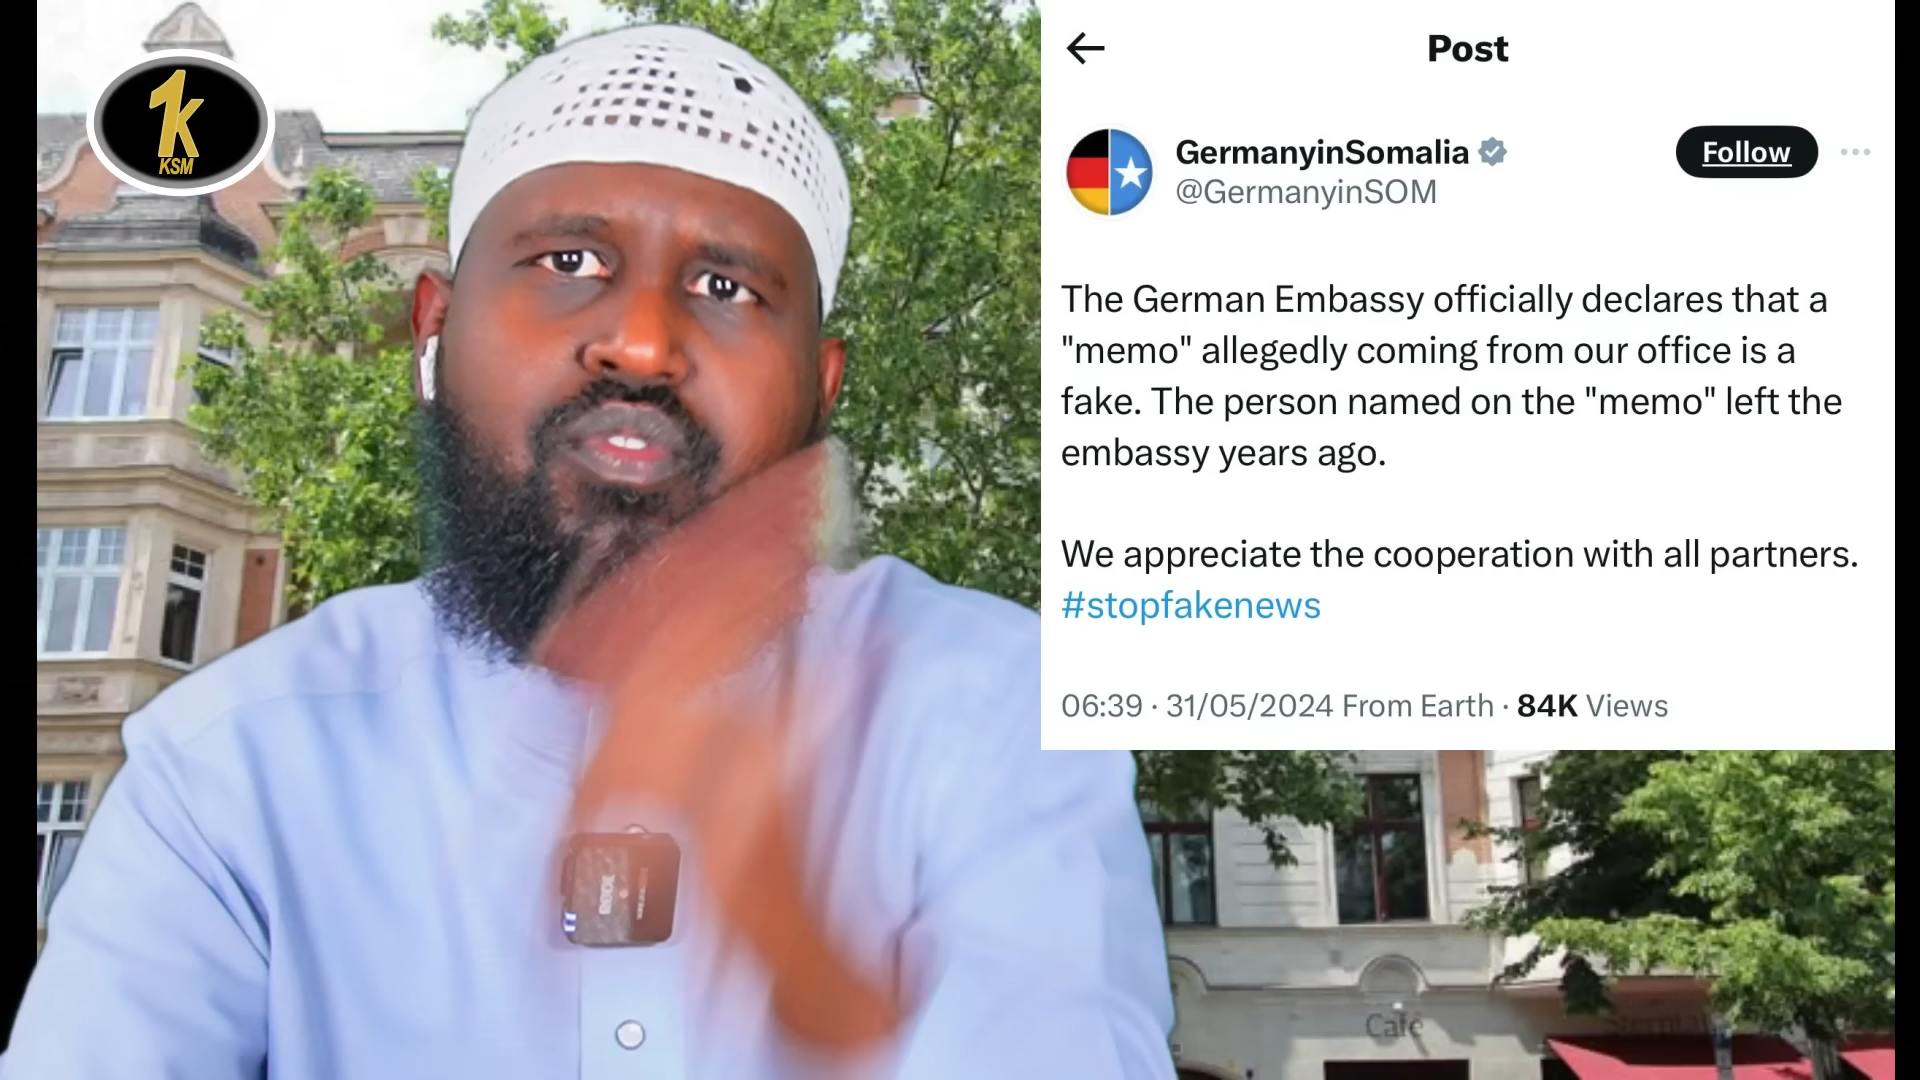 1k
KSM
Post
GermanyinSomalia
@GermanyinSOM
Follow
The German Embassy officially declares that a
"memo" allegedly coming from our office is a
fake. The person named on the "memo" left the
embassy years ago.
We appreciate the cooperation with all partners.
#stopfakenews
06:39 · 31/05/2024 From Earth · 84K Views
RODE
Café